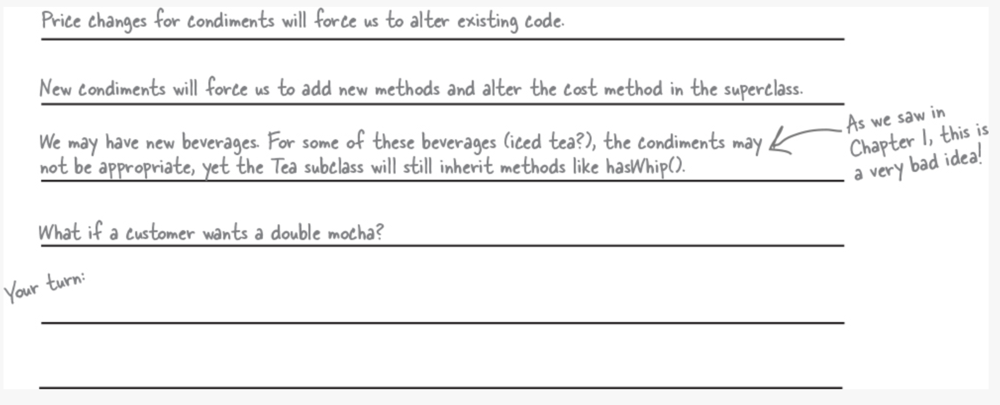 Price changes for condiments will force us to alter existing code.
New condiments will force us to add new methods and alter the cost method in the superclass.
We may have new beverages. For some of these beverages (iced tea?), the condiments may
not be appropriate, yet the Tea subclass will still inherit methods like hasWhip().
As we saw in
Chapter 1, this is
a very bad idea!
What if a customer wants a double mocha?
Your turn: